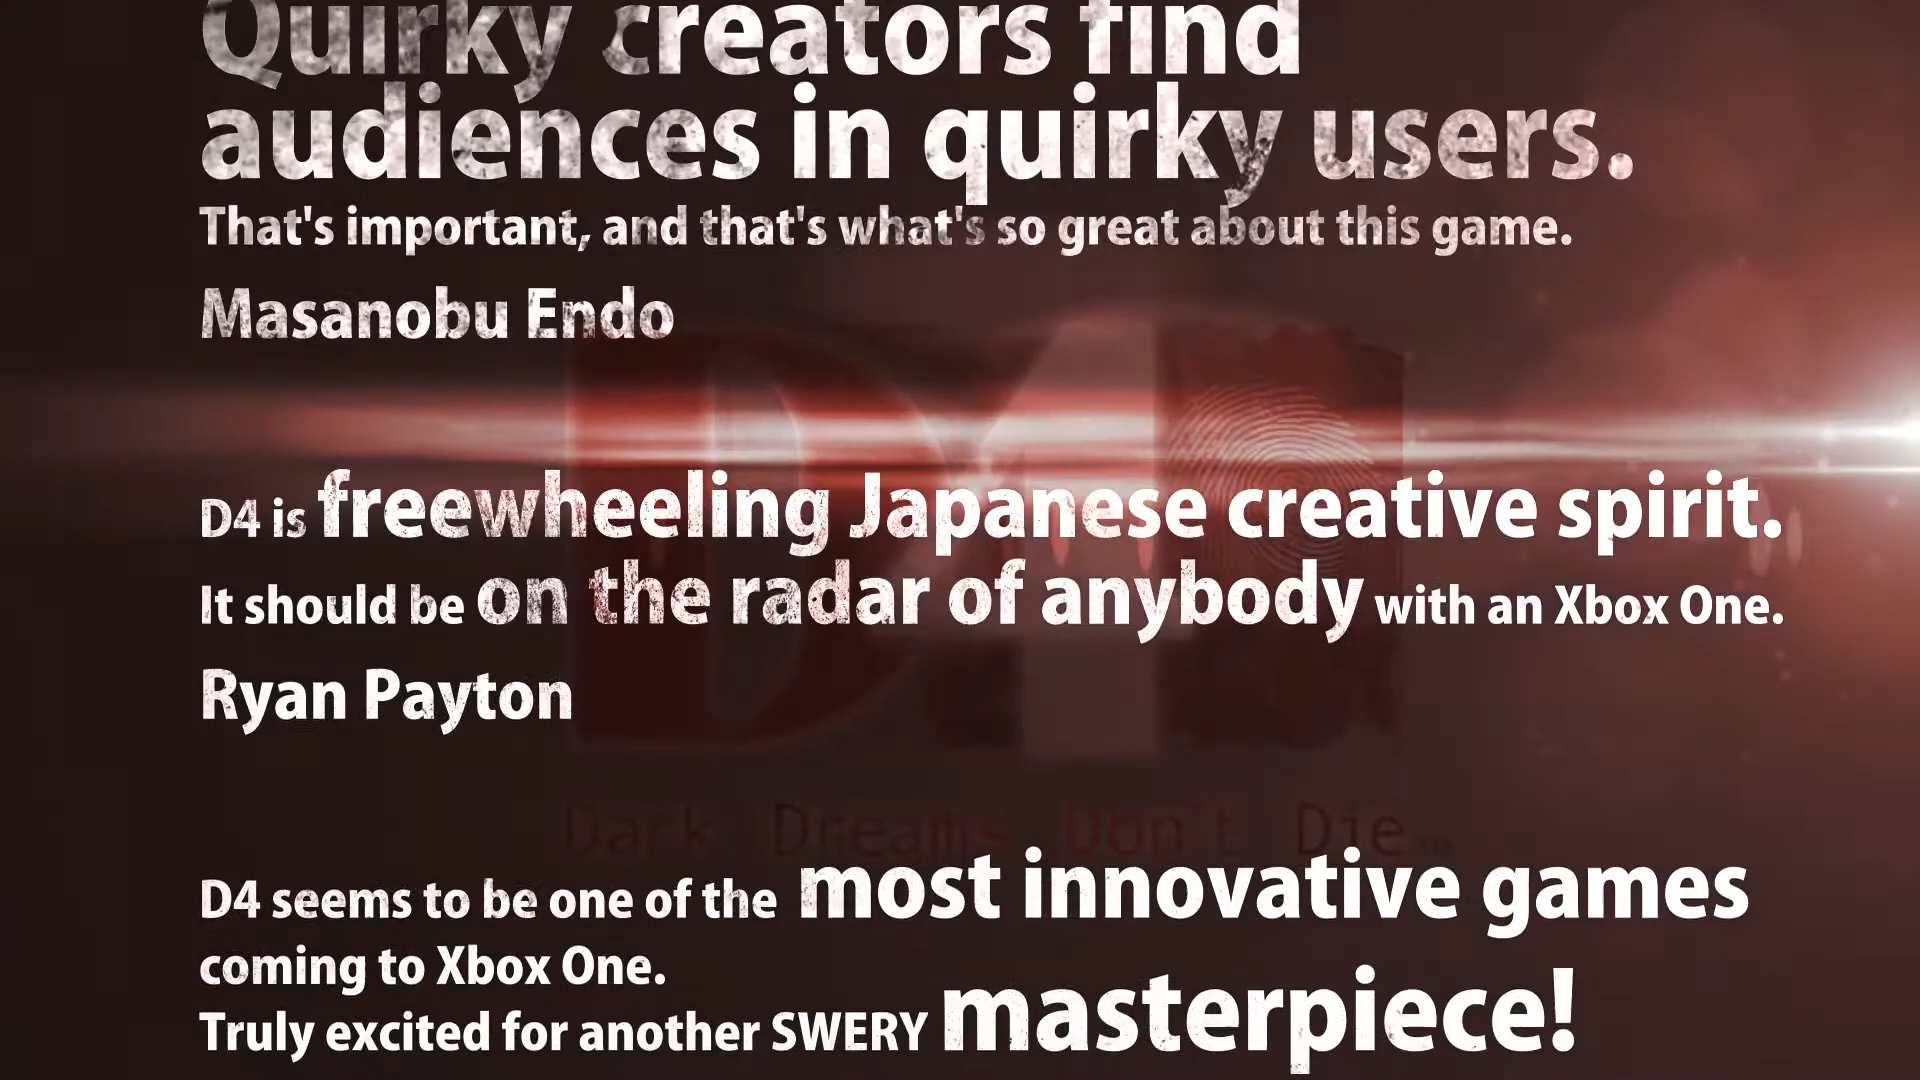 Quirky creators find
audiences in quirky users.
That's important, and that's what's so great about this game.
Masanobu Endo
D4 is freewheeling Japanese creative spirit.
It should be on the radar of anybody with an Xbox One.
Ryan Payton
D4
Dark Dreams Don't Die
D4 seems to be one of the most innovative games
coming to Xbox One.
Truly excited for another SWERY masterpiece!